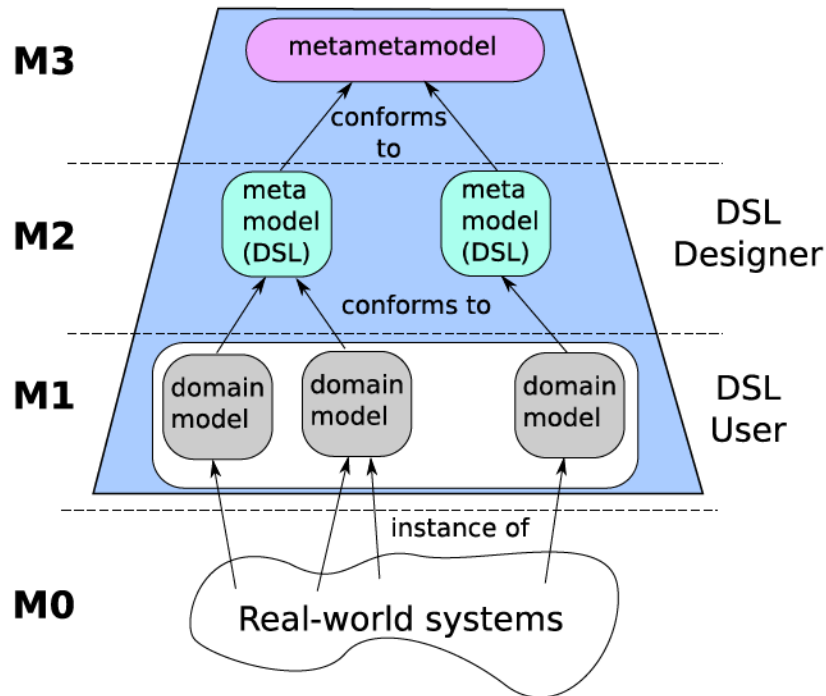 M3
metametamodel
conforms
to
M2
meta
model
(DSL)
meta
model
(DSL)
DSL
Designer
conforms to
M1
domain
model
domain
model
domain
model
DSL
User
instance of
M0
Real-world systems